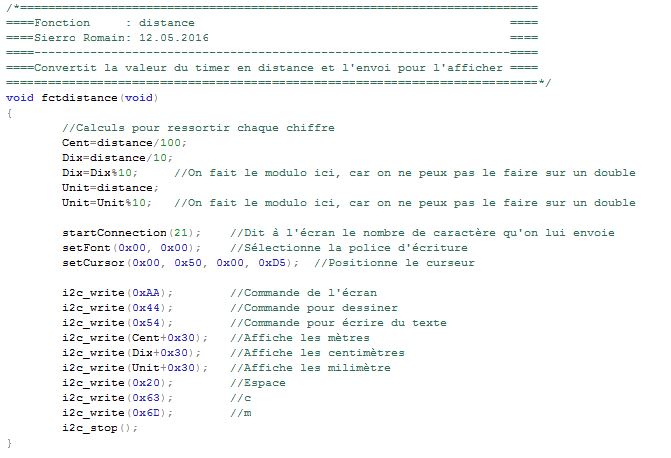 /*==========================================================================
====Fonction     : distance                                             ====
====Sierro Romain: 12.05.2016                                           ====
====--------------------------------------------------------------------====
====Convertit la valeur du timer en distance et l'envoi pour l'afficher ====
============================================================================*/
void fctdistance(void)
{
        //Calculs pour ressortir chaque chiffre
        Cent=distance/100;
        Dix=distance/10;
        Dix=Dix%10;     //On fait le modulo ici, car on ne peux pas le faire sur un double
        Unit=distance;
        Unit=Unit%10;   //On fait le modulo ici, car on ne peux pas le faire sur un double

        startConnection(21);    //Dit à l'écran le nombre de caractère qu'on lui envoie
        setFont(0x00, 0x00);    //Sélectionne la police d'écriture
        setCursor(0x00, 0x50, 0x00, 0xD5);  //Positionne le curseur

        i2c_write(0xAA);        //Commande de l'écran
        i2c_write(0x44);        //Commande pour dessiner
        i2c_write(0x54);        //Commande pour écrire du texte
        i2c_write(Cent+0x30);   //Affiche les mètres
        i2c_write(Dix+0x30);    //Affiche les centimètres
        i2c_write(Unit+0x30);   //Affiche les milimètre
        i2c_write(0x20);        //Espace
        i2c_write(0x63);        //c
        i2c_write(0x6D);        //m
        i2c_stop();
}